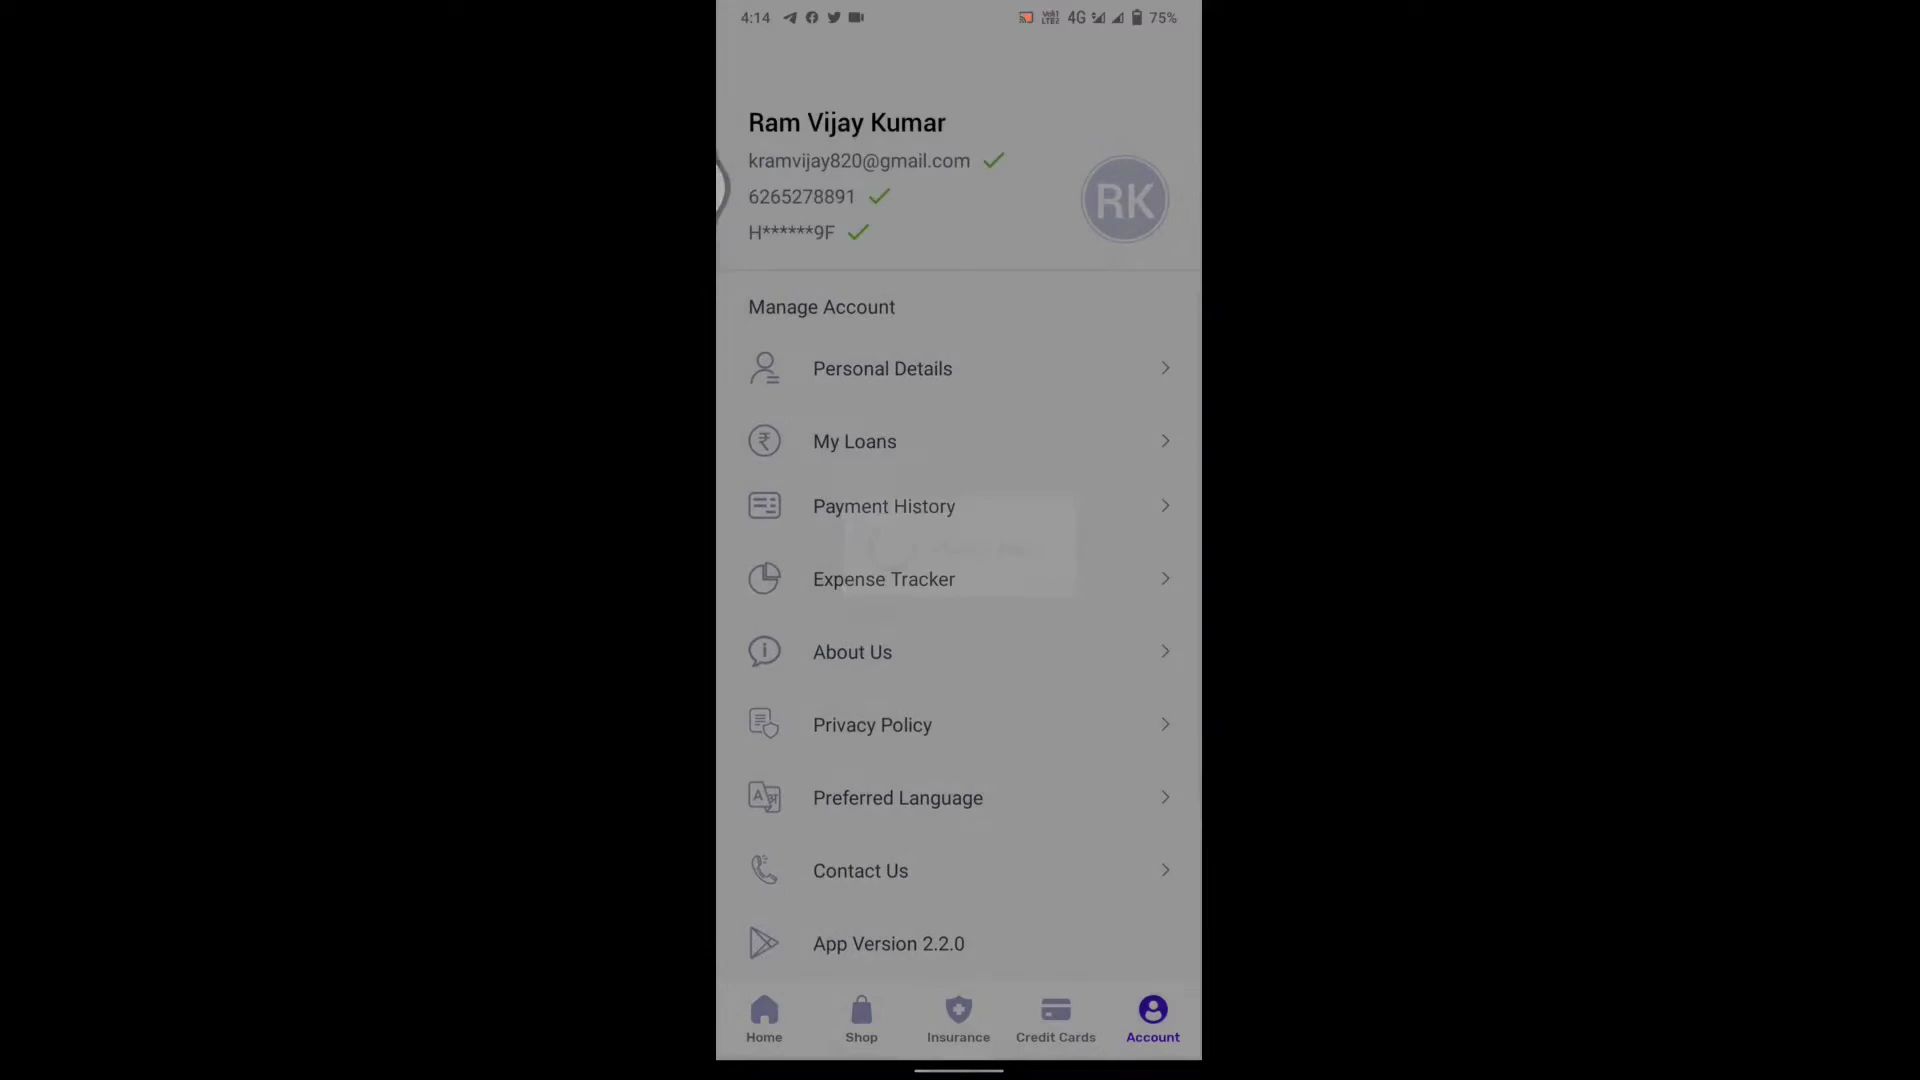 4:14 4G 75%
Ram Vijay Kumar
kramvijay820@gmail.com
6265278891
H******9F
RK
Manage Account
Personal Details
My Loans
Payment History
Expense Tracker
About Us
Privacy Policy
Preferred Language
Contact Us
App Version 2.2.0
Home Shop Insurance Credit Cards Account